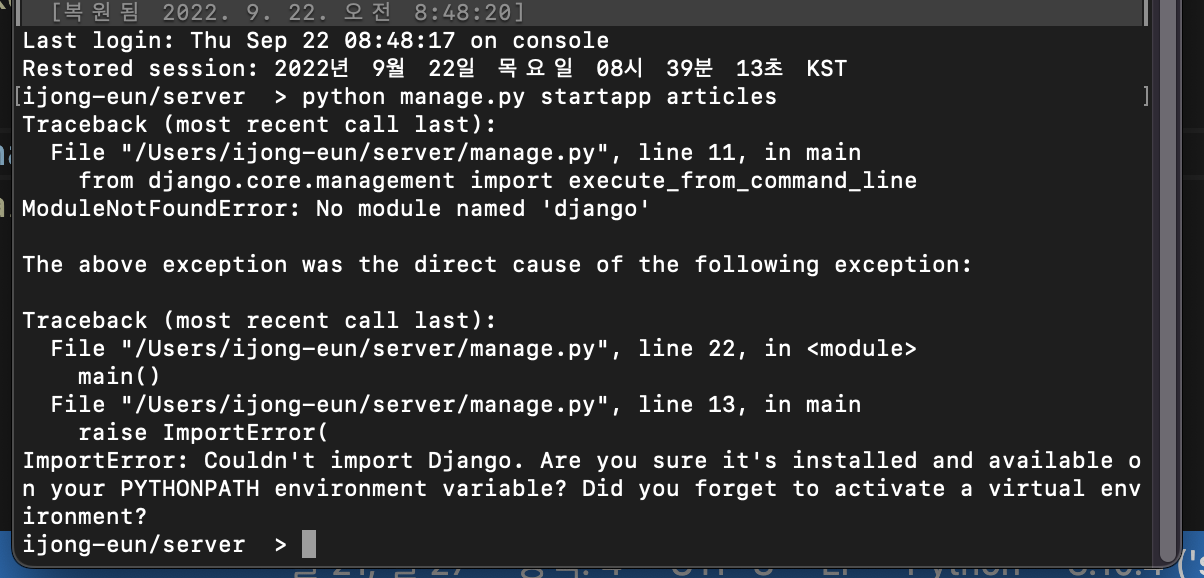 [복원됨 2022. 9. 22. 오전 8:48:20]
Last login: Thu Sep 22 08:48:17 on console
Restored session: 2022년 9월 22일 목요일 08시 39분 13초 KST
[ijong-eun/server > python manage.py startapp articles ]
Traceback (most recent call last):
  File "/Users/ijong-eun/server/manage.py", line 11, in main
    from django.core.management import execute_from_command_line
ModuleNotFoundError: No module named 'django'

The above exception was the direct cause of the following exception:

Traceback (most recent call last):
  File "/Users/ijong-eun/server/manage.py", line 22, in <module>
    main()
  File "/Users/ijong-eun/server/manage.py", line 13, in main
    raise ImportError(
ImportError: Couldn't import Django. Are you sure it's installed and available o
n your PYTHONPATH environment variable? Did you forget to activate a virtual env
ironment?
ijong-eun/server >